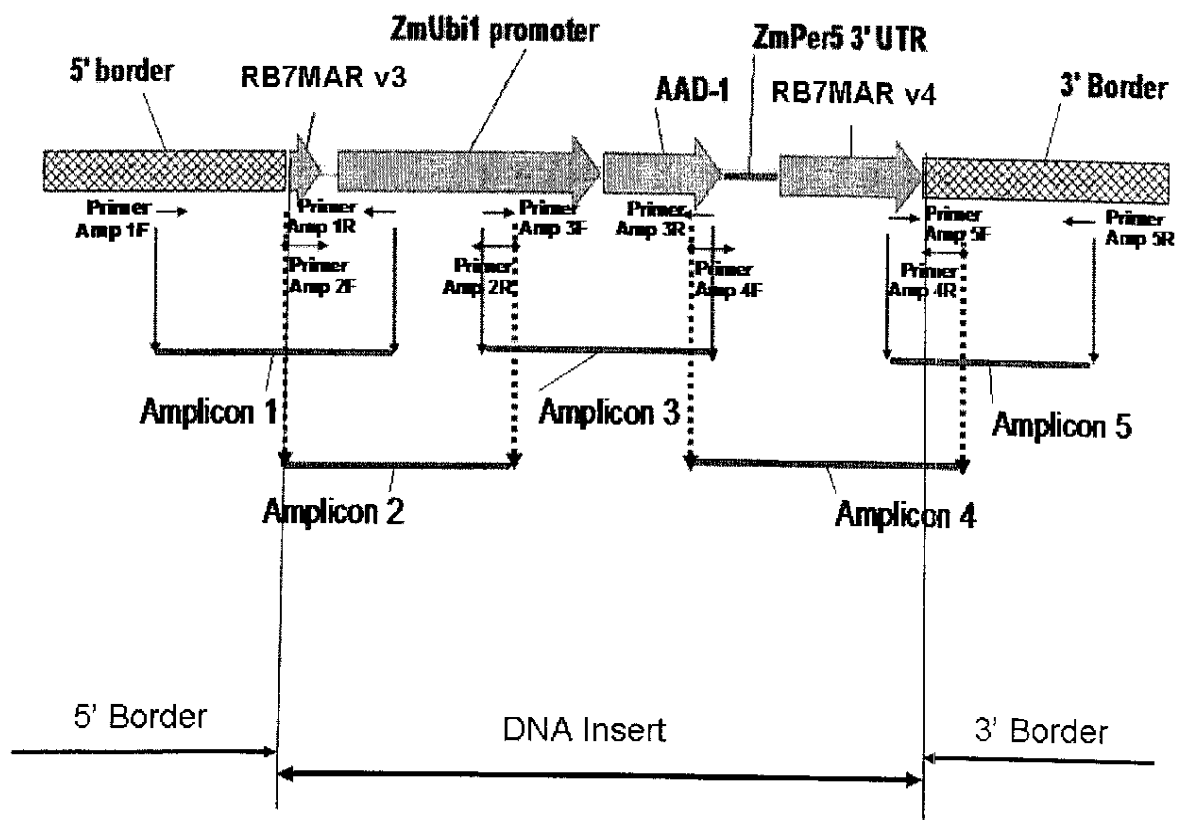 ZmUbi1 promoter
ZmPer5 3' UTR
5' border
RB7MAR v3
AAD-1
RB7MAR v4
3' Border
Primer
Amp 1F
Primer
Amp 1R
Primer
Amp 3F
Primer
Amp 3R
Primer
Amp 5F
Primer
Amp 5R
Primer
Amp 2F
Primer
Amp 2R
Primer
Amp 4F
Primer
Amp 4R
Amplicon 1
Amplicon 3
Amplicon 5
Amplicon 2
Amplicon 4
5' Border
DNA Insert
3' Border